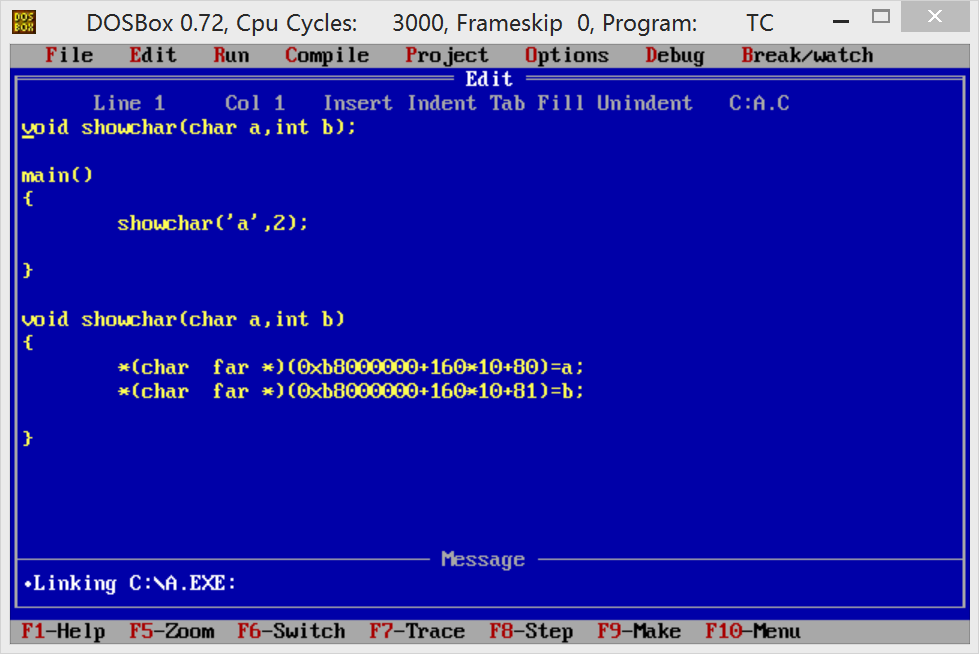 DOS BOX
DOSBox 0.72, Cpu Cycles: 3000, Frameskip 0, Program: TC
File Edit Run Compile Project Options Debug Break/watch
Edit
Line 1 Col 1 Insert Indent Tab Fill Unindent C:A.C
void showchar(char a,int b);
main()
{
showchar('a',2);
}
void showchar(char a,int b)
{
*(char far *)(0xb8000000+160*10+80)=a;
*(char far *)(0xb8000000+160*10+81)=b;
}
Message
•Linking C:\A.EXE:
F1-Help F5-Zoom F6-Switch F7-Trace F8-Step F9-Make F10-Menu